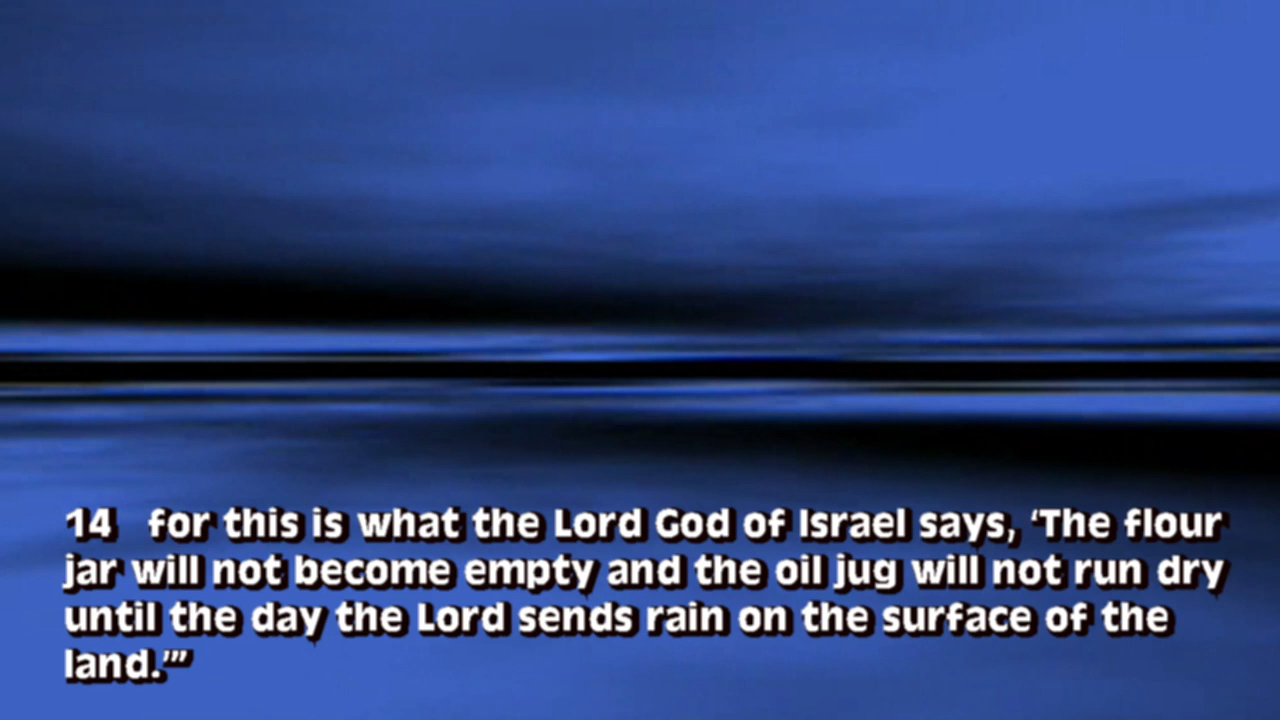 14 for this is what the Lord God of Israel says, ‘The flour
jar will not become empty and the oil jug will not run dry
until the day the Lord sends rain on the surface of the
land.’”